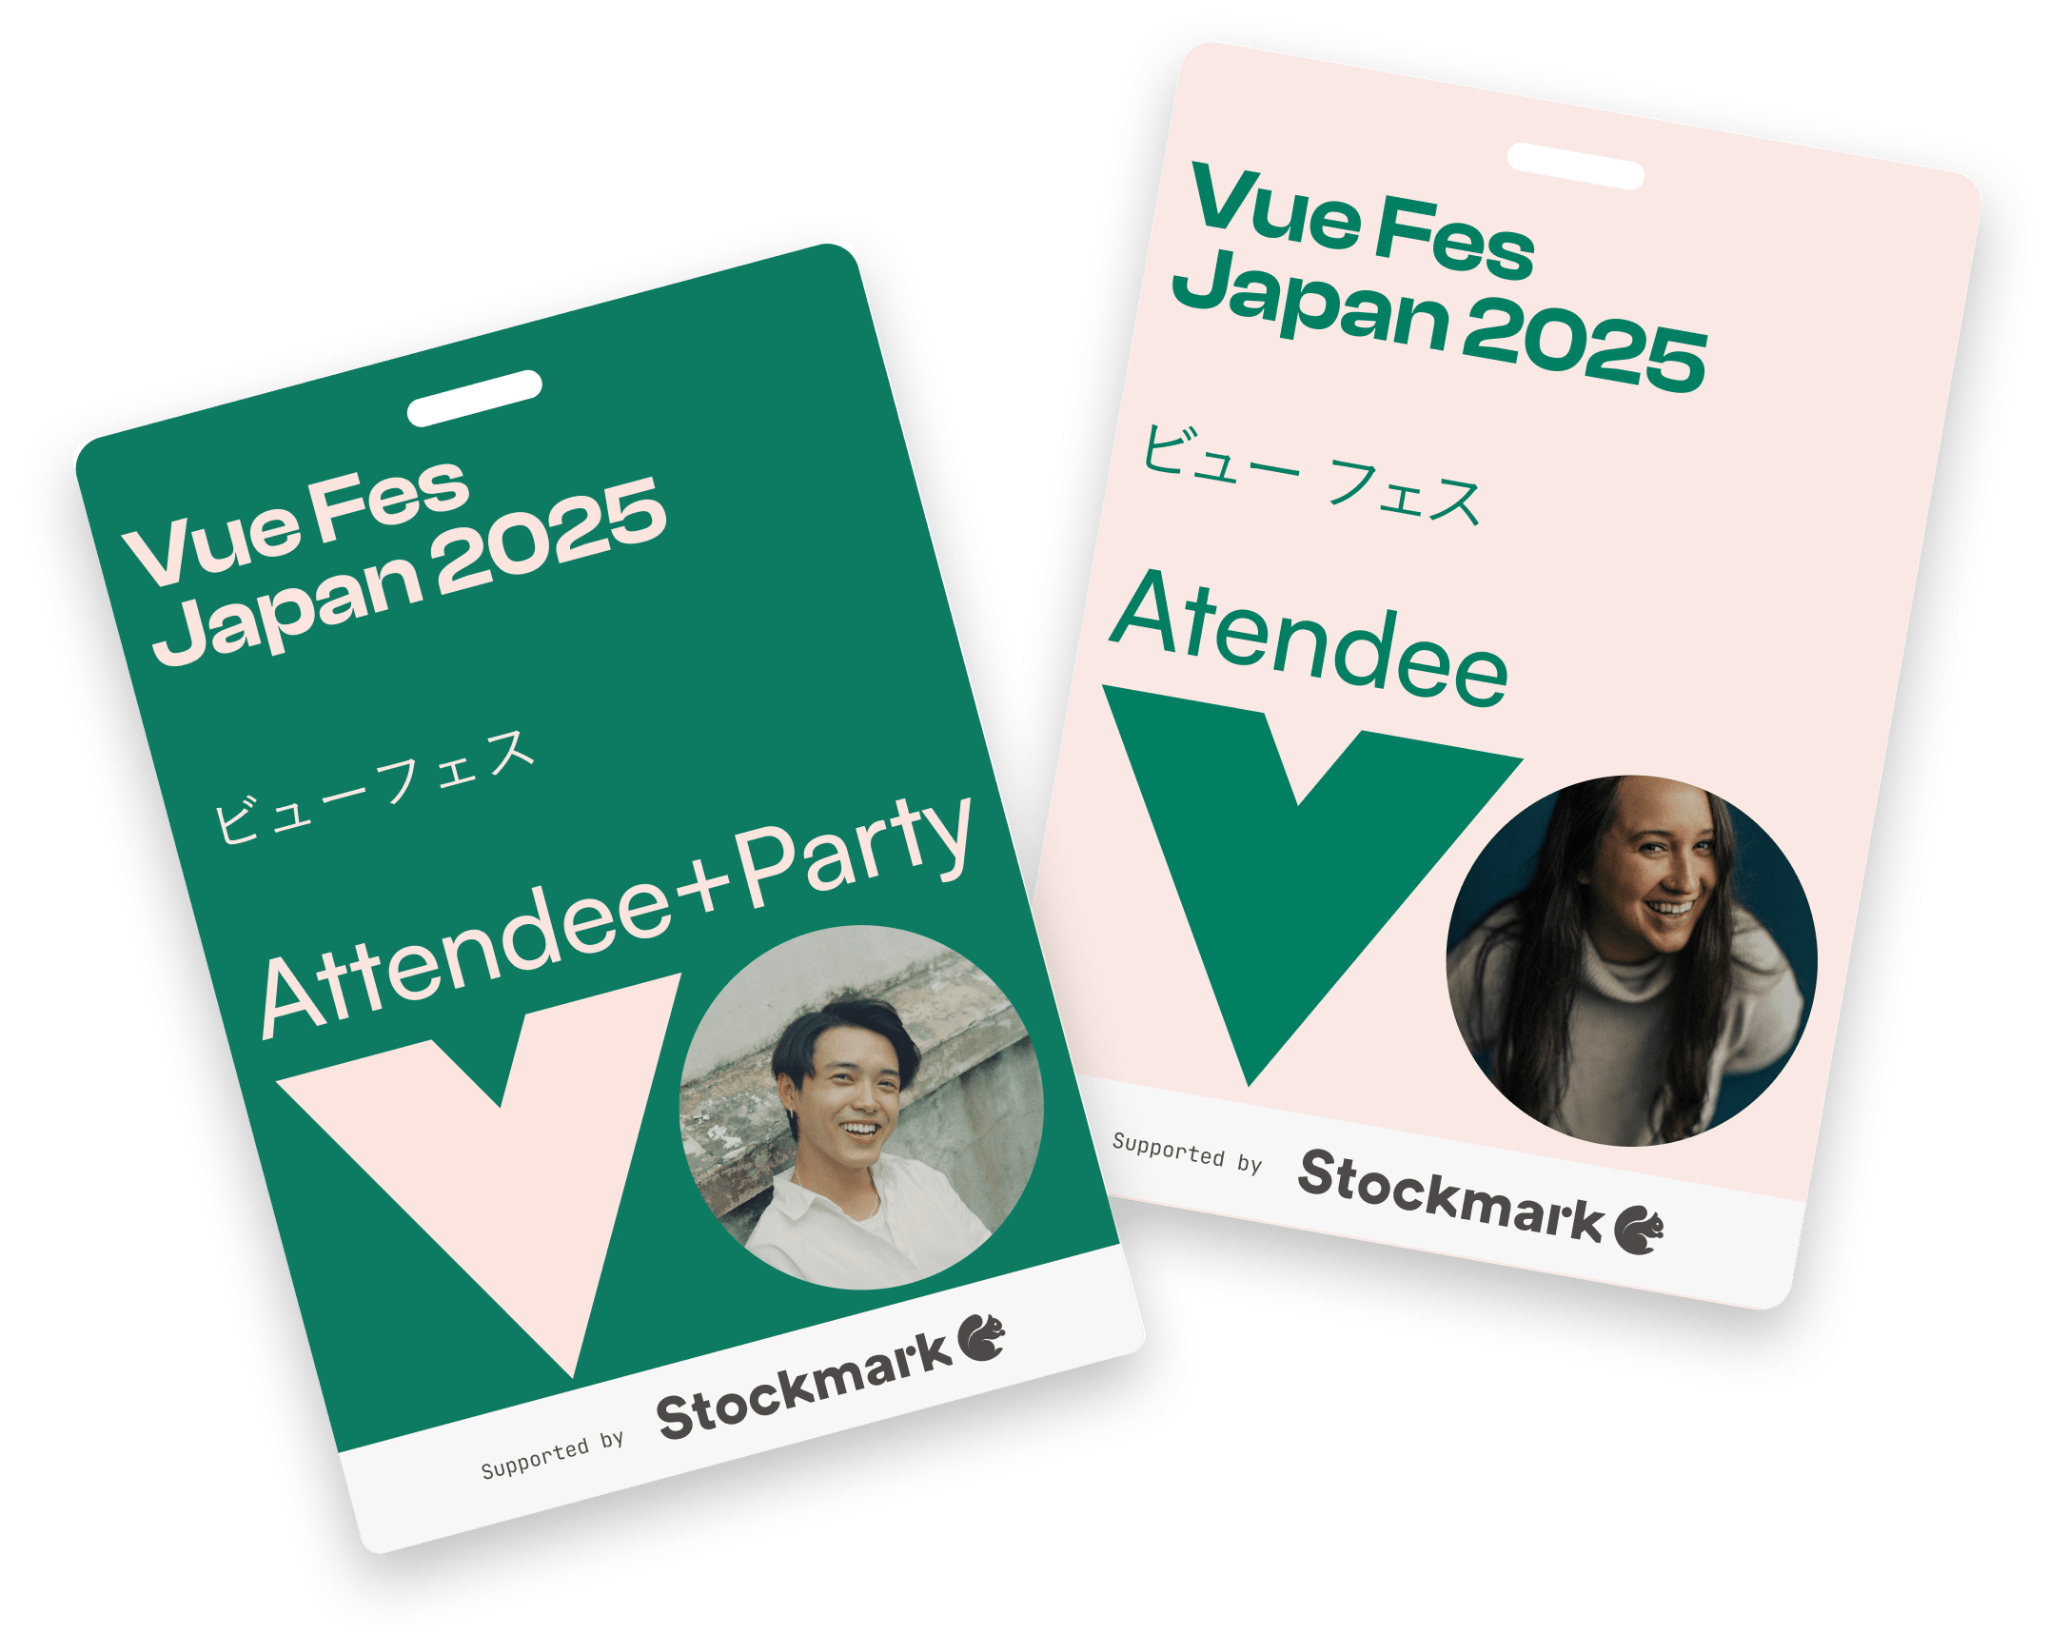 Vue Fes
Japan 2025
ビューフェス
Attendee+Party
Supported by Stockmark
Vue Fes
Japan 2025
ビュー フェス
Atendee
Supported by Stockmark